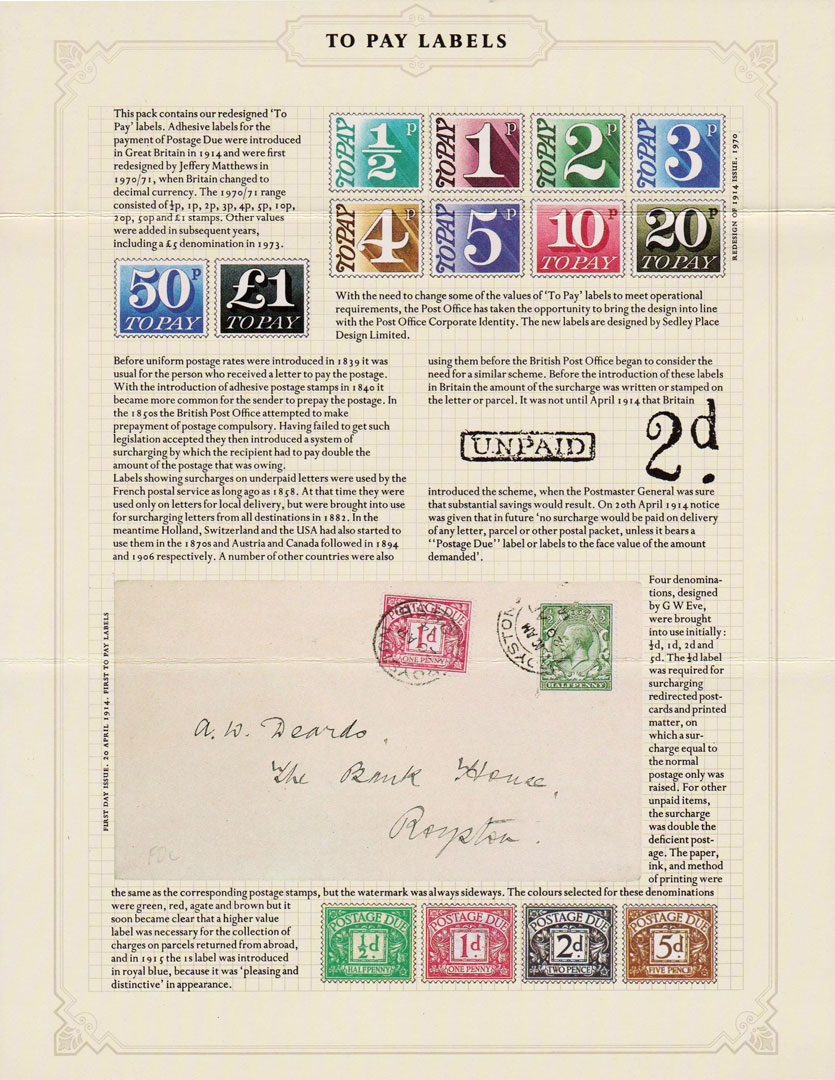 TO PAY LABELS
This pack contains our redesigned ‘To
Pay’ labels. Adhesive labels for the
payment of Postage Due were introduced
in Great Britain in 1914 and were first
redesigned by Jeffery Matthews in
1970/71, when Britain changed to
decimal currency. The 1970/71 range
consisted of ½p, 1p, 2p, 3p, 4p, 5p, 10p,
20p, 50p and £1 stamps. Other values
were added in subsequent years,
including a £5 denomination in 1973.
TO PAY ½p
TO PAY 1p
TO PAY 2p
TO PAY 3p
TO PAY 4p
TO PAY 5p
10p TO PAY
20p TO PAY
REDESIGN OF 1914 ISSUE. 1970
50p TO PAY
£1 TO PAY
With the need to change some of the values of ‘To Pay’ labels to meet operational
requirements, the Post Office has taken the opportunity to bring the design into line
with the Post Office Corporate Identity. The new labels are designed by Sedley Place
Design Limited.
Before uniform postage rates were introduced in 1839 it was
usual for the person who received a letter to pay the postage.
With the introduction of adhesive postage stamps in 1840 it
became more common for the sender to prepay the postage. In
the 1850s the British Post Office attempted to make
prepayment of postage compulsory. Having failed to get such
legislation accepted they then introduced a system of
surcharging by which the recipient had to pay double the
amount of the postage that was owing.
Labels showing surcharges on underpaid letters were used by the
French postal service as long ago as 1858. At that time they were
used only on letters for local delivery, but were brought into use
for surcharging letters from all destinations in 1882. In the
meantime Holland, Switzerland and the USA had also started to
use them in the 1870s and Austria and Canada followed in 1894
and 1906 respectively. A number of other countries were also
using them before the British Post Office began to consider the
need for a similar scheme. Before the introduction of these labels
in Britain the amount of the surcharge was written or stamped on
the letter or parcel. It was not until April 1914 that Britain
UNPAID
2d.
introduced the scheme, when the Postmaster General was sure
that substantial savings would result. On 20th April 1914 notice
was given that in future ‘no surcharge would be paid on delivery
of any letter, parcel or other postal packet, unless it bears a
‘‘Postage Due’’ label or labels to the face value of the amount
demanded’.
FIRST DAY ISSUE. 20 APRIL 1914. FIRST TO PAY LABELS
POSTAGE DUE
1d
ONE PENNY
ROYSTON
HALFPENNY
A. W. Deards,
The Bank House,
Royston.
FDC
Four denomina-
tions, designed
by G W Eve,
were brought
into use initially:
½d, 1d, 2d and
5d. The ½d label
was required for
surcharging
redirected post-
cards and printed
matter, on
which a sur-
charge equal to
the normal
postage only was
raised. For other
unpaid items,
the surcharge
was double the
deficient post-
age. The paper,
ink, and method
of printing were
the same as the corresponding postage stamps, but the watermark was always sideways. The colours selected for these denominations
were green, red, agate and brown but it
soon became clear that a higher value
label was necessary for the collection of
charges on parcels returned from abroad,
and in 1915 the 1s label was introduced
in royal blue, because it was ‘pleasing and
distinctive’ in appearance.
POSTAGE DUE
½d.
HALFPENNY
POSTAGE DUE
1d.
ONE PENNY
POSTAGE DUE
2d.
TWO PENCE
POSTAGE DUE
5d.
FIVE PENCE